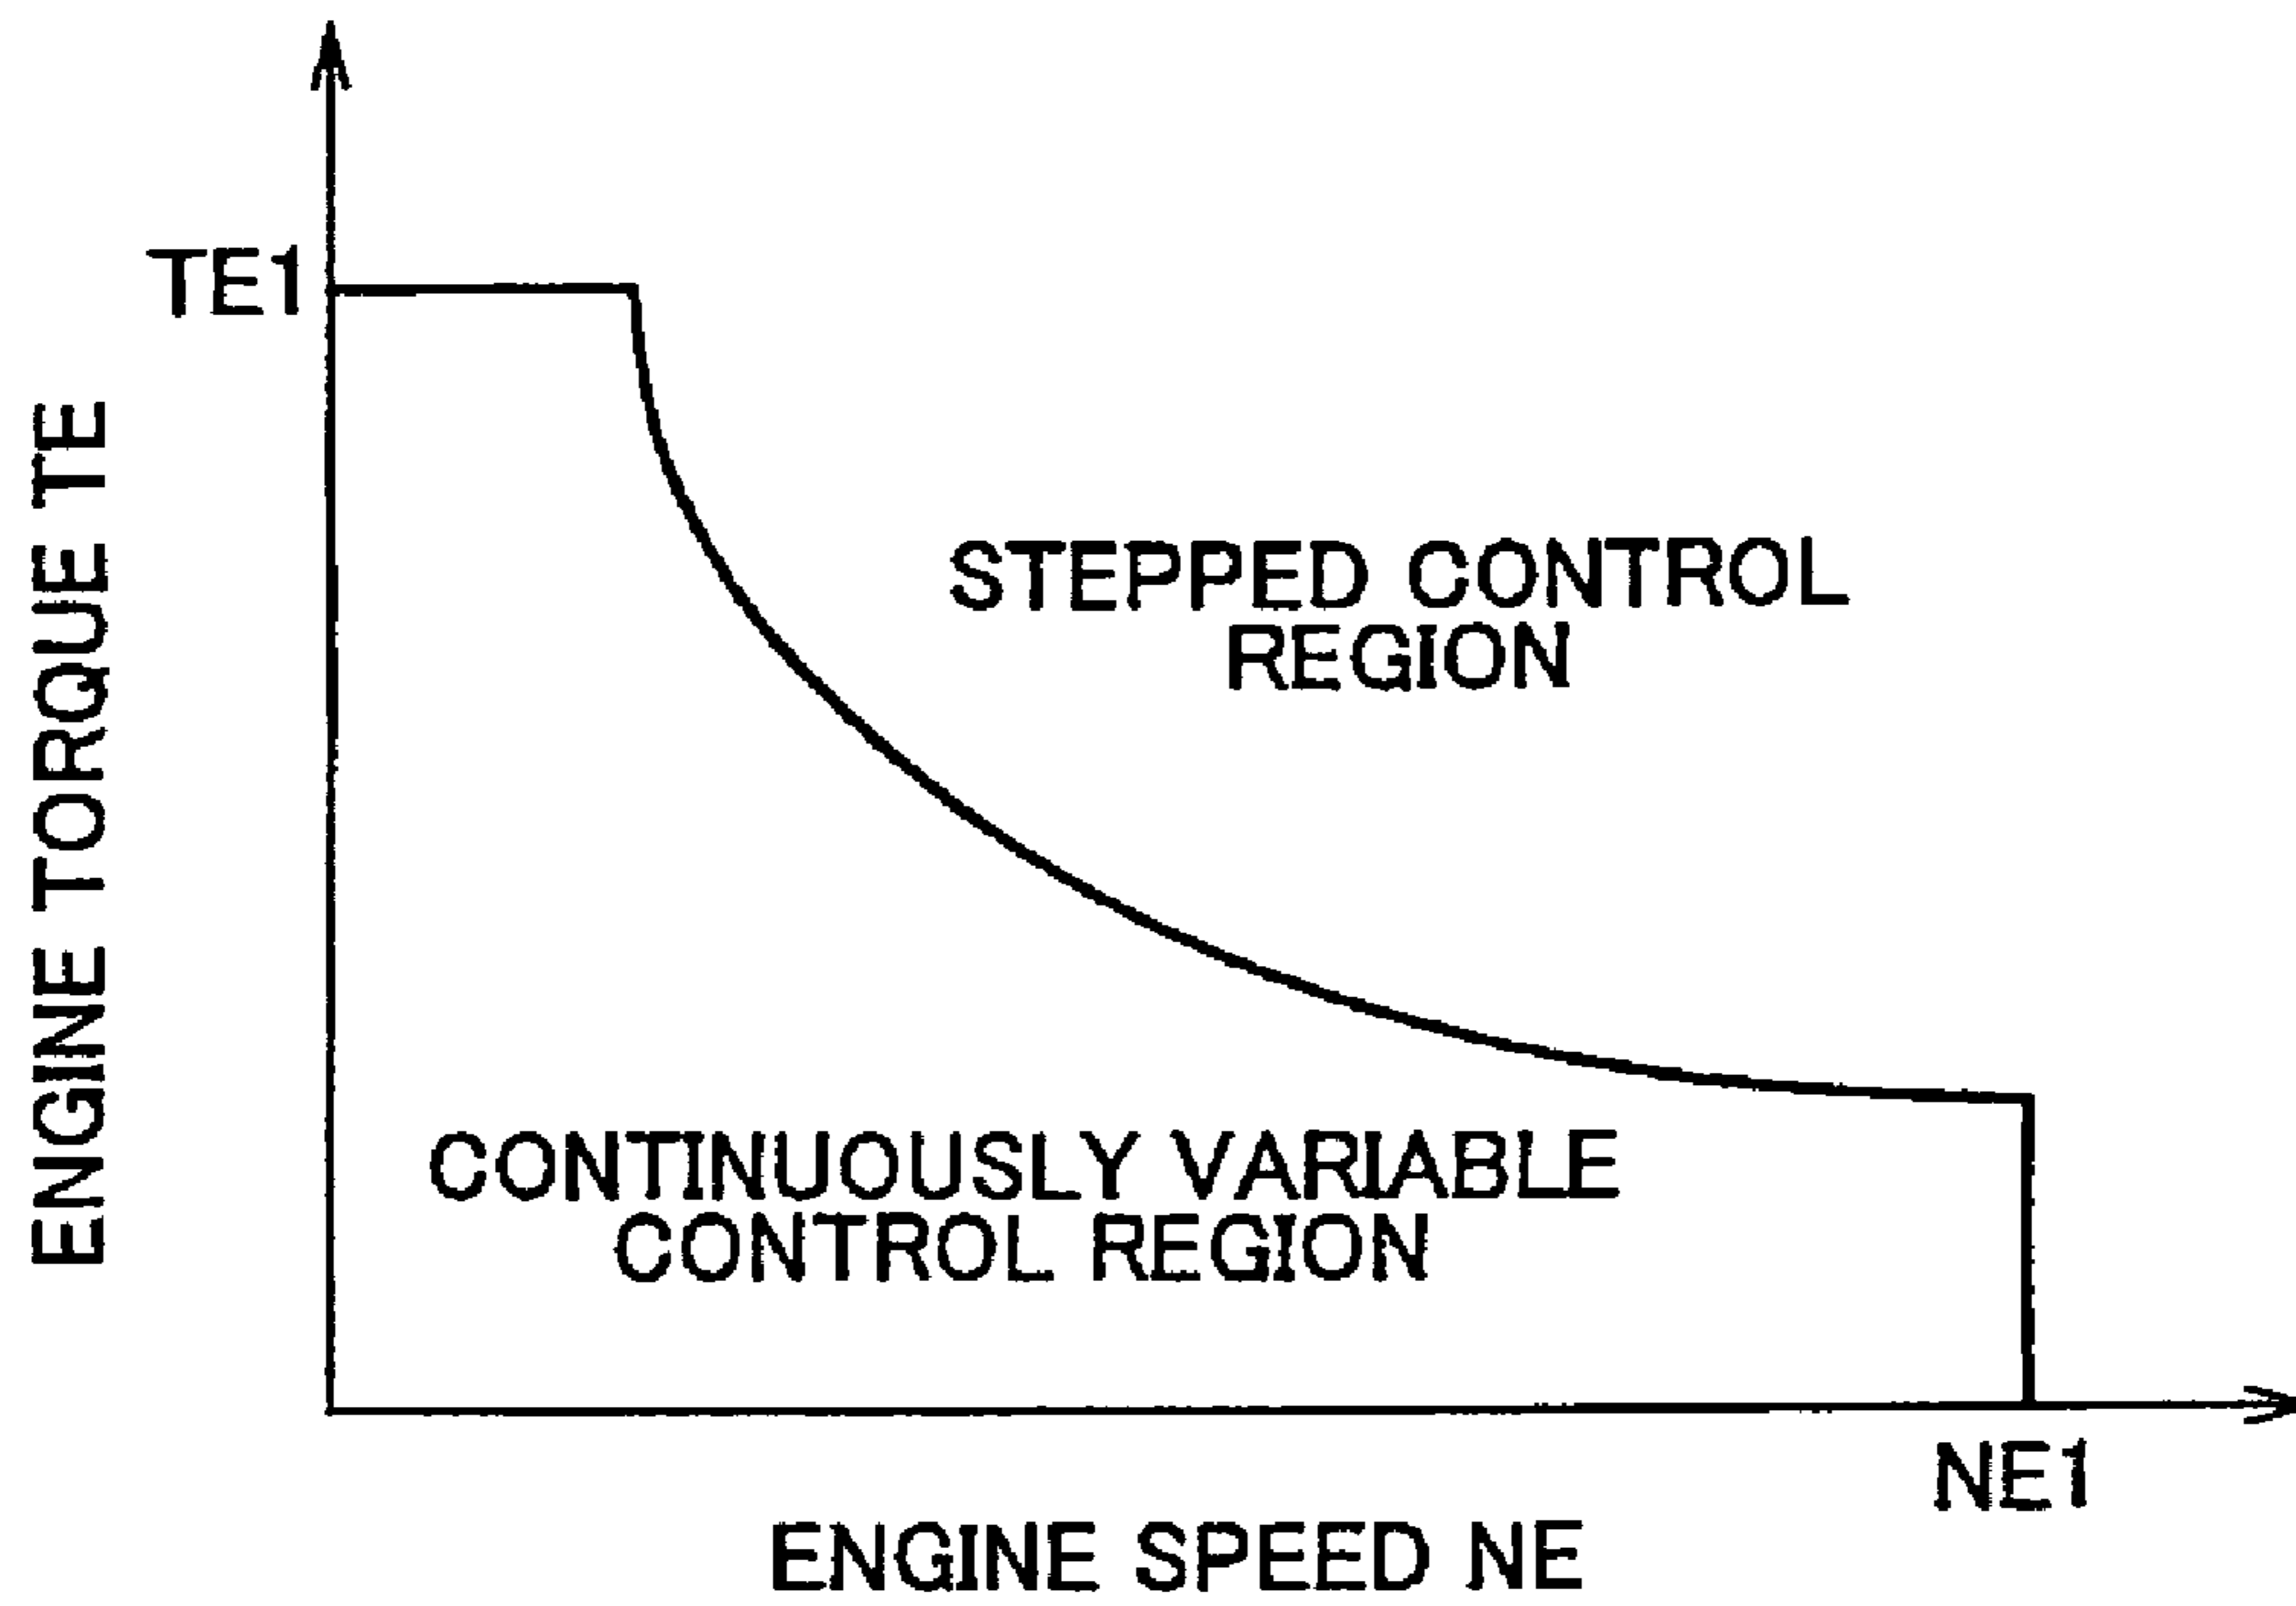 TE1
ENGINE TORQUE TE
STEPPED CONTROL
REGION
CONTINUOUSLY VARIABLE
CONTROL REGION
NE1
ENGINE SPEED NE